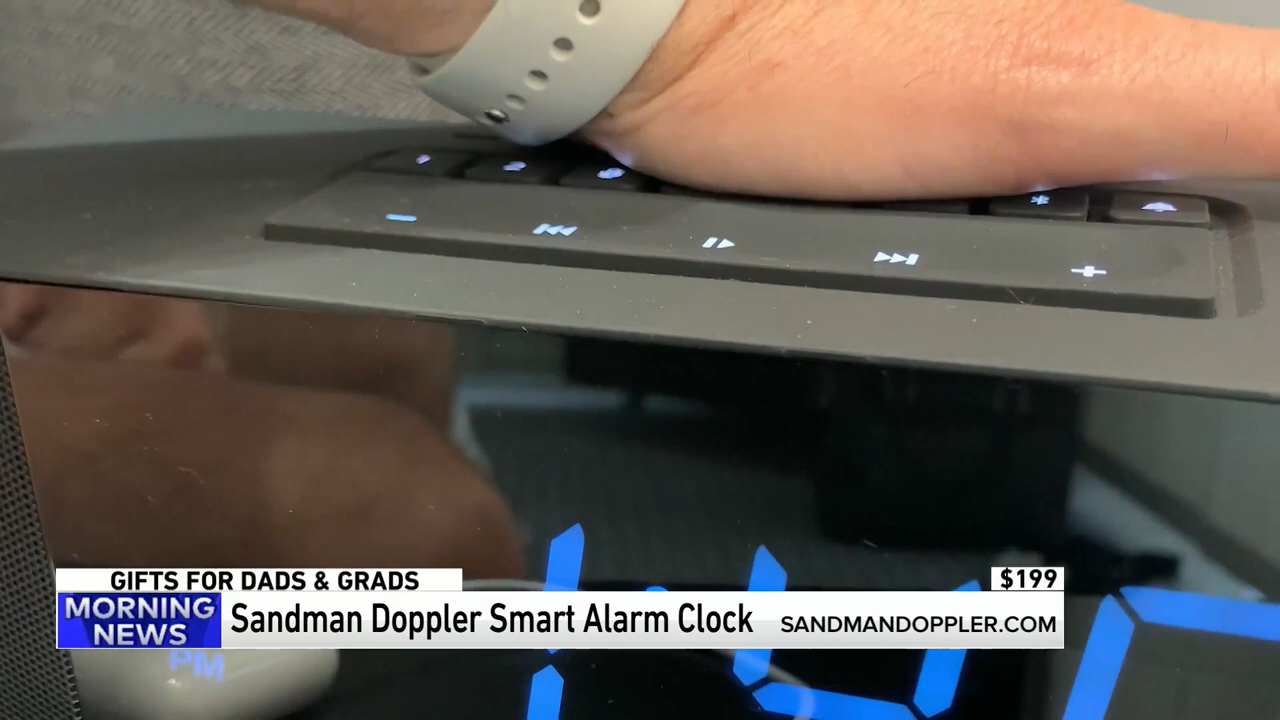 GIFTS FOR DADS & GRADS
$199
MORNING
NEWS
Sandman Doppler Smart Alarm Clock
SANDMANDOPPLER.COM
PM